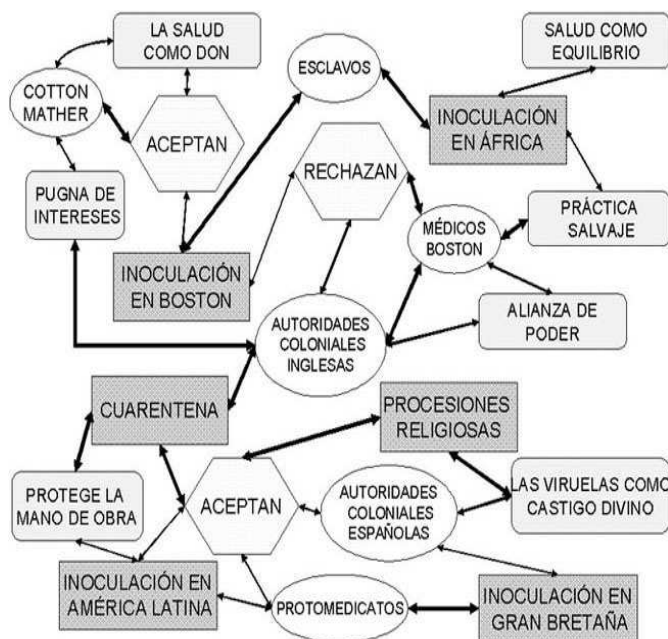 LA SALUD
COMO DON
SALUD COMO
EQUILIBRIO
ESCLAVOS
COTTON
MATHER
ACEPTAN
INOCULACIÓN
EN ÁFRICA
RECHAZAN
PUGNA DE
INTERESES
MÉDICOS
BOSTON
PRÁCTICA
SALVAJE
INOCULACIÓN
EN BOSTON
AUTORIDADES
COLONIALES
INGLESAS
ALIANZA DE
PODER
CUARENTENA
PROCESIONES
RELIGIOSAS
PROTEGE LA
MANO DE OBRA
ACEPTAN
AUTORIDADES
COLONIALES
ESPAÑOLAS
LAS VIRUELAS COMO
CASTIGO DIVINO
INOCULACIÓN EN
AMÉRICA LATINA
PROTOMEDICATOS
INOCULACIÓN EN
GRAN BRETAÑA